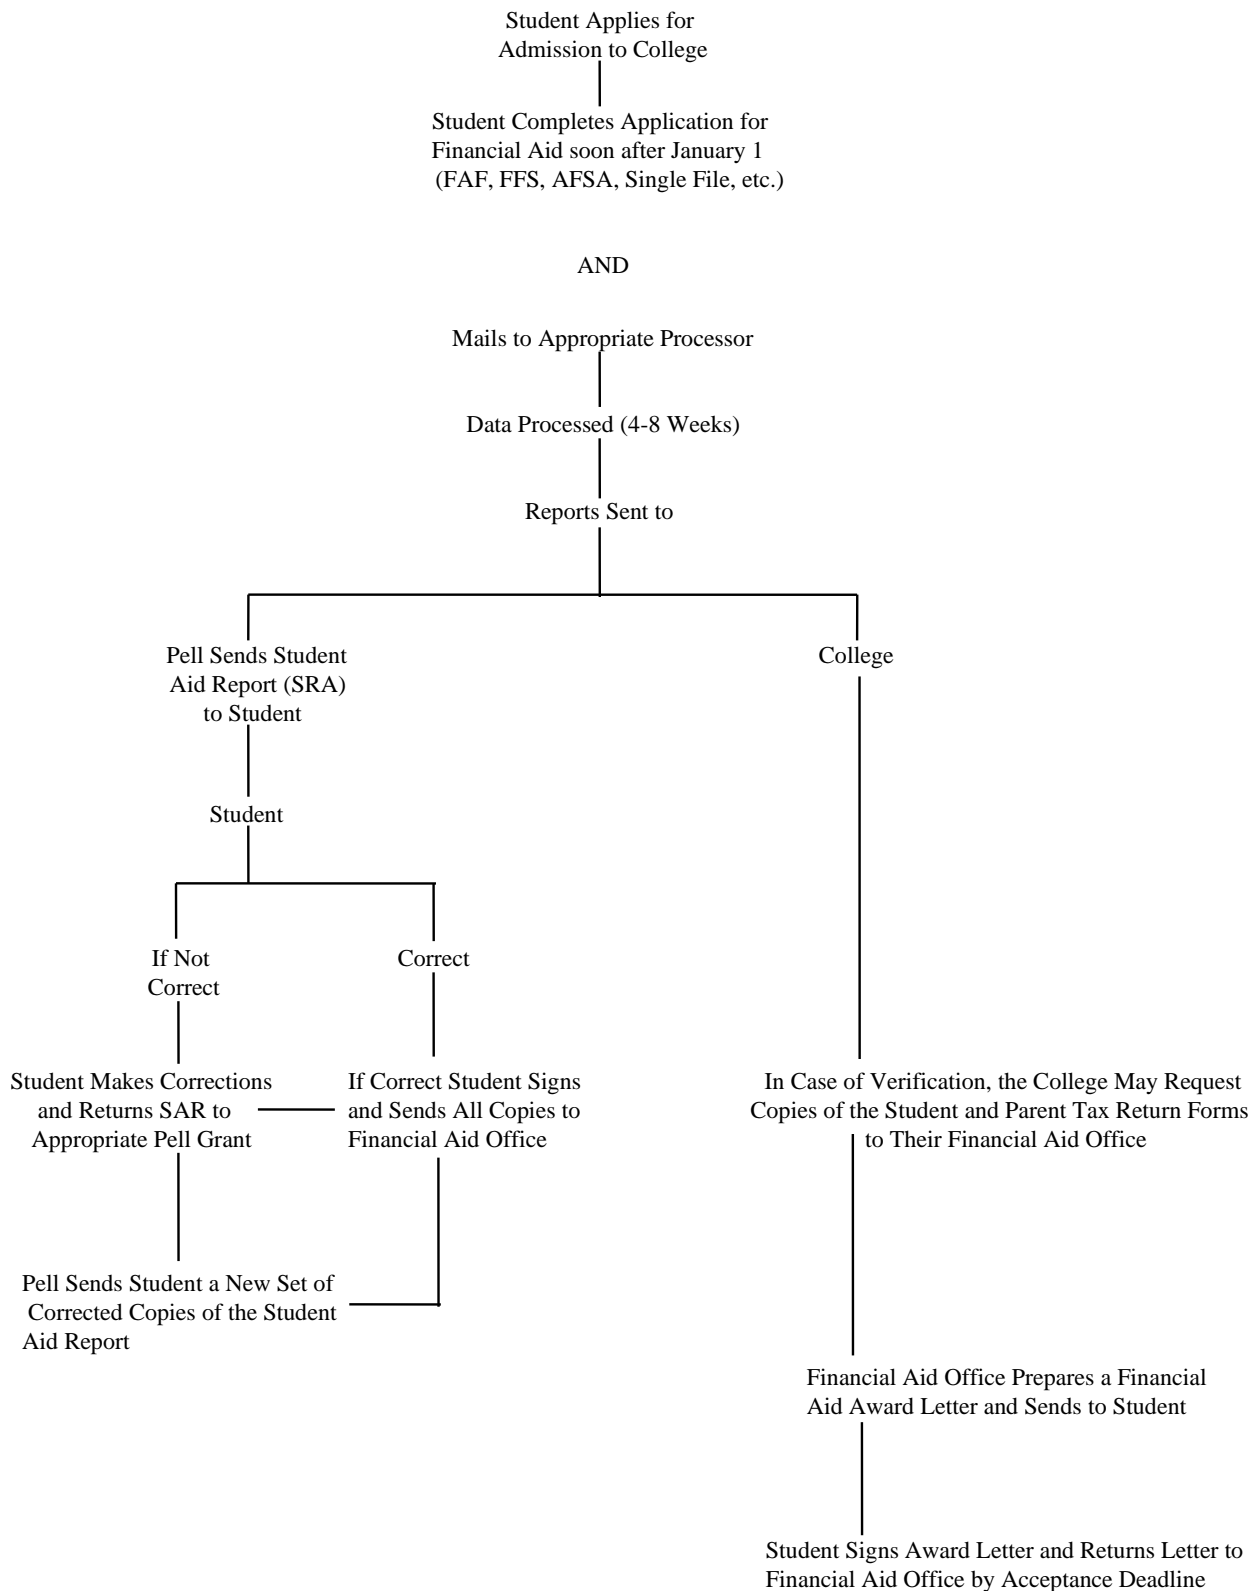 Student Applies for
Admission to College
Student Completes Application for
Financial Aid soon after January 1
(FAF, FFS, AFSA, Single File, etc.)
AND
Mails to Appropriate Processor
Data Processed (4-8 Weeks)
Reports Sent to
Pell Sends Student
Aid Report (SRA)
to Student
College
Student
If Not
Correct
Correct
Student Makes Corrections
and Returns SAR to
Appropriate Pell Grant
If Correct Student Signs
and Sends All Copies to
Financial Aid Office
In Case of Verification, the College May Request
Copies of the Student and Parent Tax Return Forms
to Their Financial Aid Office
Pell Sends Student a New Set of
Corrected Copies of the Student
Aid Report
Financial Aid Office Prepares a Financial
Aid Award Letter and Sends to Student
Student Signs Award Letter and Returns Letter to
Financial Aid Office by Acceptance Deadline